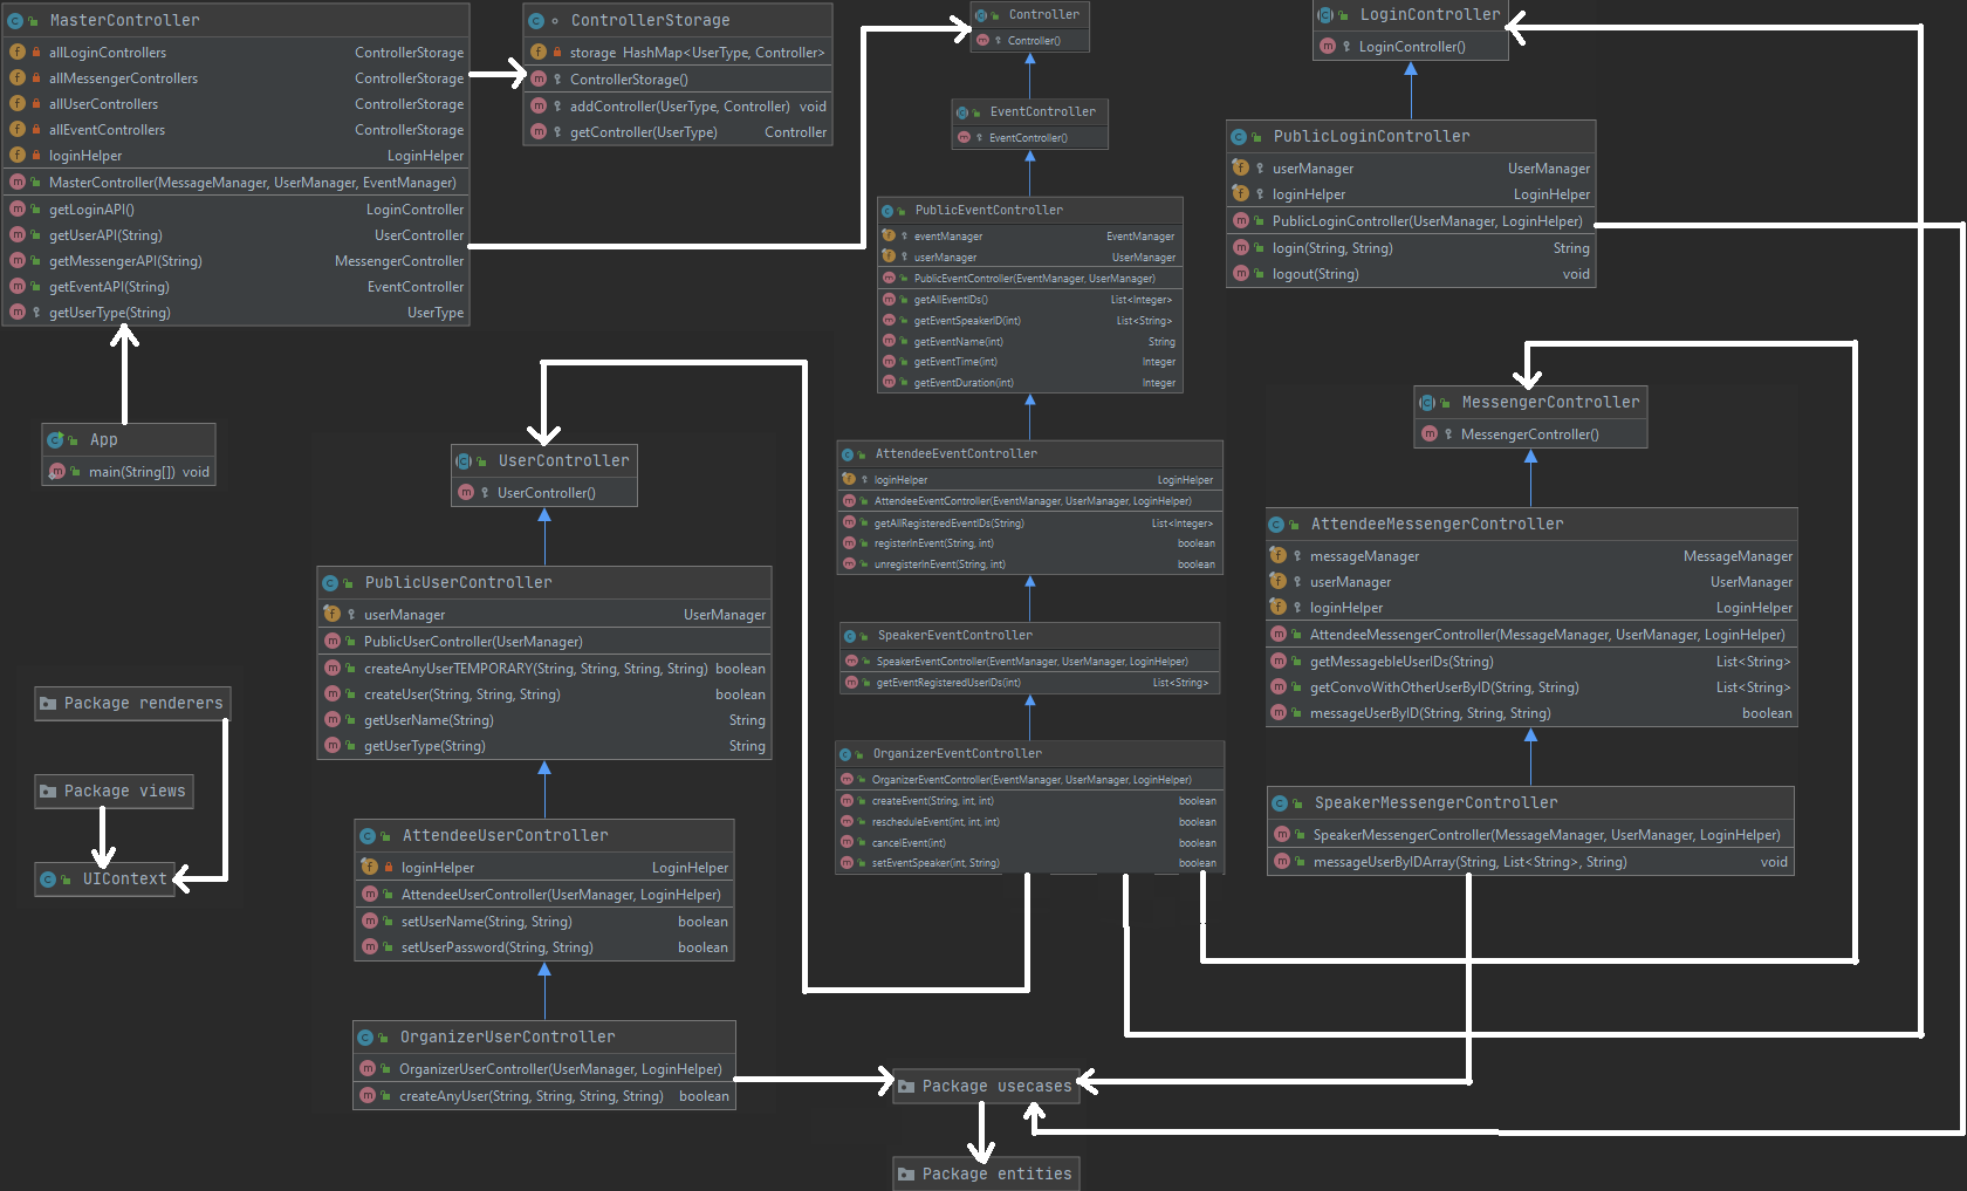 MasterController
allLoginControllers ControllerStorage
allMessengerControllers ControllerStorage
allUserControllers ControllerStorage
allEventControllers ControllerStorage
loginHelper LoginHelper
MasterController(MessageManager, UserManager, EventManager)
getLoginAPI() LoginController
getUserAPI(String) UserController
getMessengerAPI(String) MessengerController
getEventAPI(String) EventController
getUserType(String) UserType
ControllerStorage
storage HashMap<UserType, Controller>
ControllerStorage()
addController(UserType, Controller) void
getController(UserType) Controller
Controller
Controller()
EventController
EventController()
PublicEventController
eventManager EventManager
userManager UserManager
PublicEventController(EventManager, UserManager)
getAllEventIDs() List<Integer>
getEventSpeakerID(int) List<String>
getEventName(int) String
getEventTime(int) Integer
getEventDuration(int) Integer
AttendeeEventController
loginHelper LoginHelper
AttendeeEventController(EventManager, UserManager, LoginHelper)
getAllRegisteredEventIDs(String) List<Integer>
registerInEvent(String, int) boolean
unregisterInEvent(String, int) boolean
SpeakerEventController
SpeakerEventController(EventManager, UserManager, LoginHelper)
getEventRegisteredUserIDs(int) List<String>
OrganizerEventController
OrganizerEventController(EventManager, UserManager, LoginHelper)
createEvent(String, int, int) boolean
rescheduleEvent(int, int, int) boolean
cancelEvent(int) boolean
setEventSpeaker(int, String) boolean
LoginController
LoginController()
PublicLoginController
userManager UserManager
loginHelper LoginHelper
PublicLoginController(UserManager, LoginHelper)
login(String, String) String
logout(String) void
MessengerController
MessengerController()
AttendeeMessengerController
messageManager MessageManager
userManager UserManager
loginHelper LoginHelper
AttendeeMessengerController(MessageManager, UserManager, LoginHelper)
getMessagebleUserIDs(String) List<String>
getConvoWithOtherUserByID(String, String) List<String>
messageUserByID(String, String, String) boolean
SpeakerMessengerController
SpeakerMessengerController(MessageManager, UserManager, LoginHelper)
messageUserByIDArray(String, List<String>, String) void
App
main(String[]) void
UserController
UserController()
PublicUserController
userManager UserManager
PublicUserController(UserManager)
createAnyUserTEMPORARY(String, String, String, String) boolean
createUser(String, String, String) boolean
getUserName(String) String
getUserType(String) String
AttendeeUserController
loginHelper LoginHelper
AttendeeUserController(UserManager, LoginHelper)
setUserName(String, String) boolean
setUserPassword(String, String) boolean
OrganizerUserController
OrganizerUserController(UserManager, LoginHelper)
createAnyUser(String, String, String, String) boolean
Package renderers
Package views
UIContext
Package usecases
Package entities